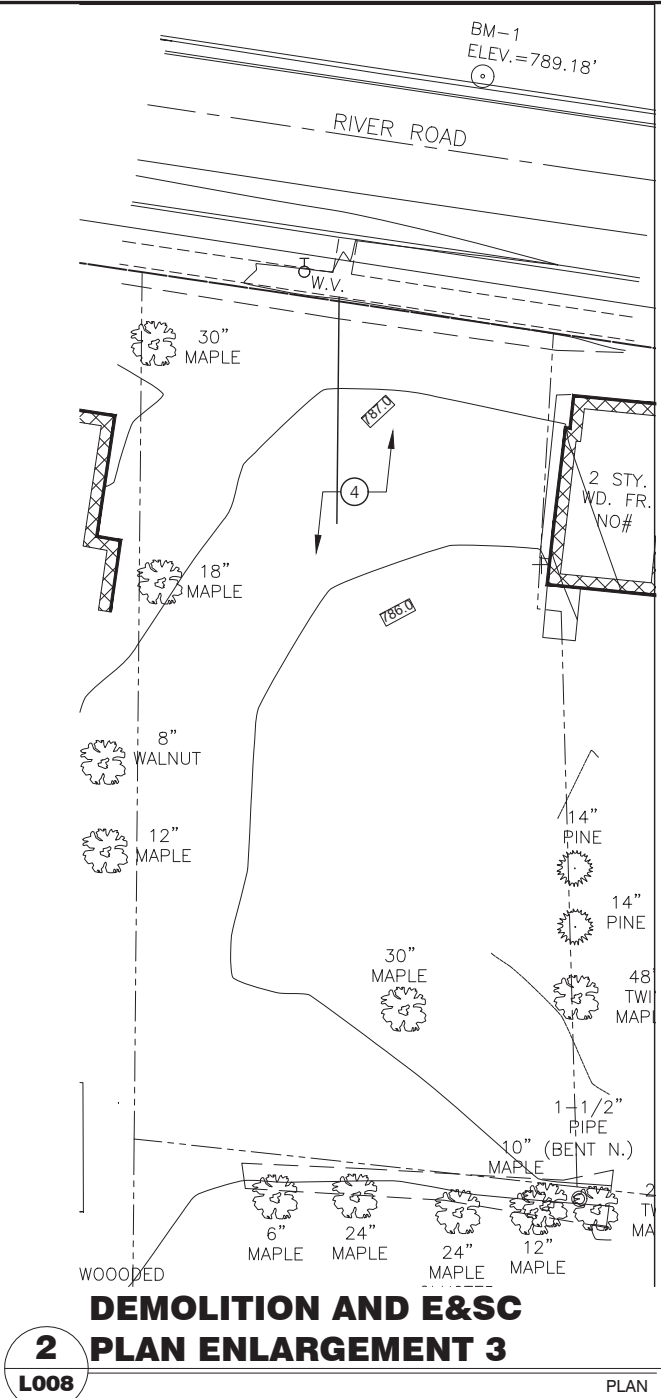 BM-1
ELEV.=789.18'
RIVER ROAD
W.V.
30"
MAPLE
787.0
4
2 STY.
WD. FR.
NO#
18"
MAPLE
786.0
8"
WALNUT
12"
MAPLE
14"
PINE
14"
PINE
30"
MAPLE
48"
1-1/2"
PIPE
(BENT N.)
10"
MAPLE
6"
MAPLE
24"
MAPLE
24"
MAPLE
12"
MAPLE
WOOODED
DEMOLITION AND E&SC
PLAN ENLARGEMENT 3
2
L008
PLAN